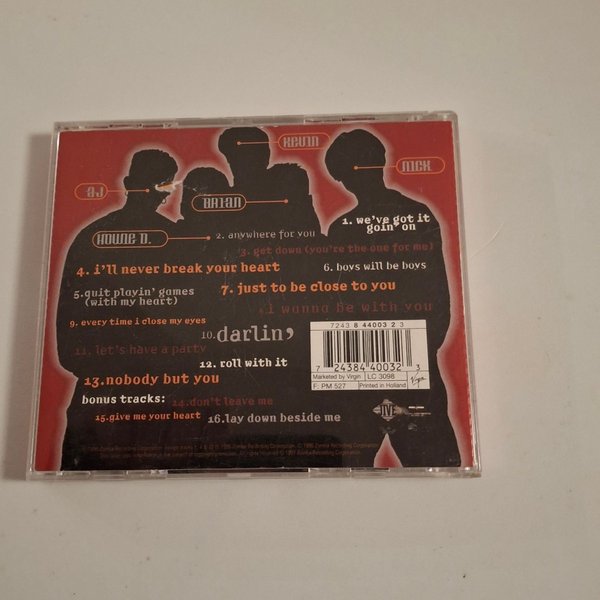 KEVIN
NICK
AJ
BRIAN
HOWIE D.
1. we've got it
goin' on
2. anywhere for you
3. get down (you're the one for me)
4. i'll never break your heart
6. boys will be boys
5.quit playin' games
(with my heart)
7. just to be close to you
8.i wanna be with you
9. every time i close my eyes
10.darlin'
11. let's have a party
12. roll with it
13.nobody but you
bonus tracks:
14.don't leave me
15.give me your heart
16.lay down beside me
7243 8 44003 2 3
7 24384 40032 3
Marketed by Virgin
LC 3098
F: PM 527
Printed in Holland
Virgin
JIVE